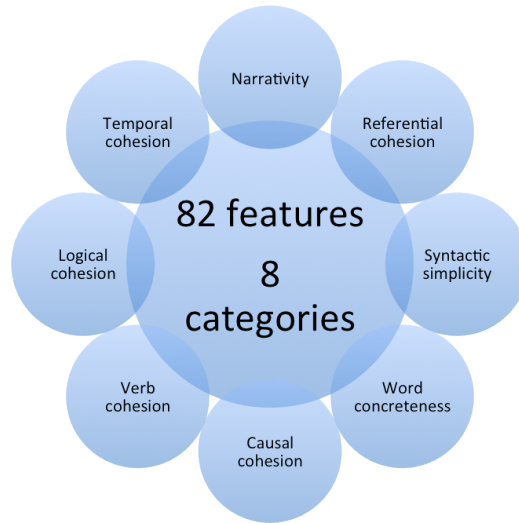 Narrativity
Referential
cohesion
Syntactic
simplicity
Word
concreteness
Causal
cohesion
Verb
cohesion
Logical
cohesion
Temporal
cohesion
82 features
8
categories